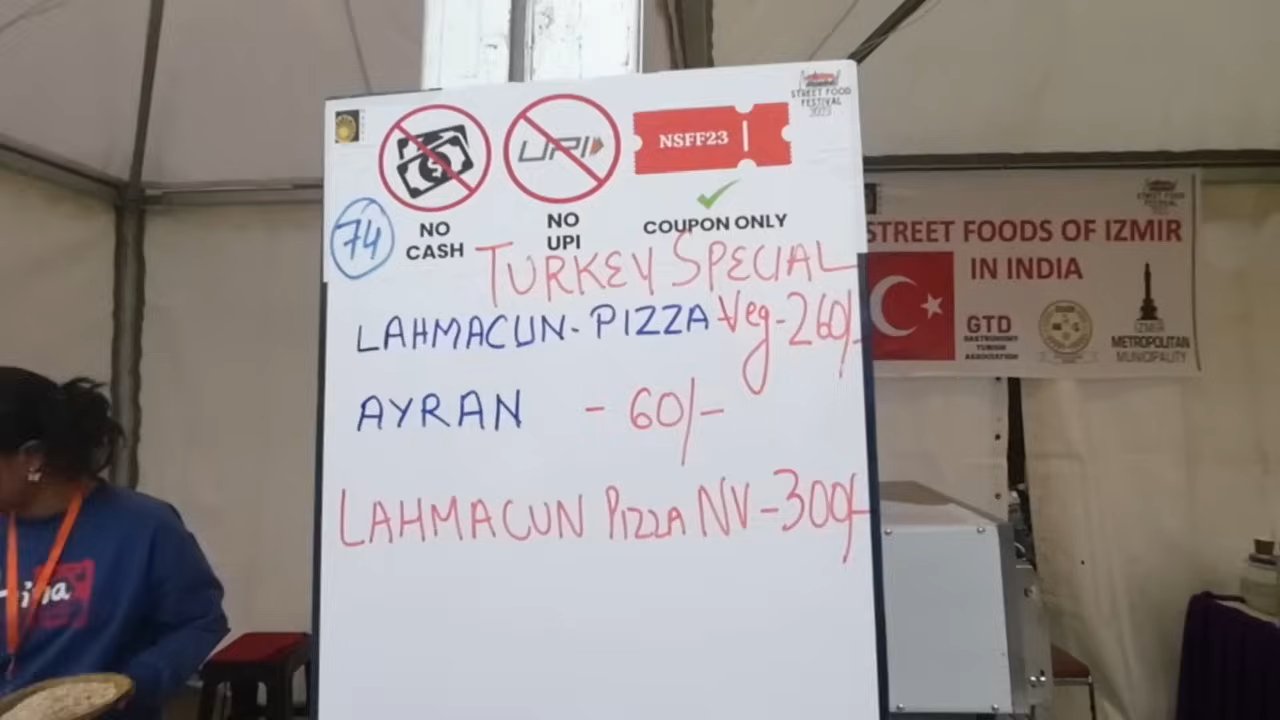 STREET FOOD
FESTIVAL
2023
UPI
NSFF23
NO
CASH
NO
UPI
COUPON ONLY
74
TURKEY SPECIAL
LAHMACUN-PIZZA Veg-260/-
AYRAN - 60/-
LAHMACUN PIZZA NV-300/-
STREET FOODS OF IZMIR
IN INDIA
GTD
GASTRONOMY
TURISM
ASSOCIATION
IZMIR
METROPOLITAN
MUNICIPALITY